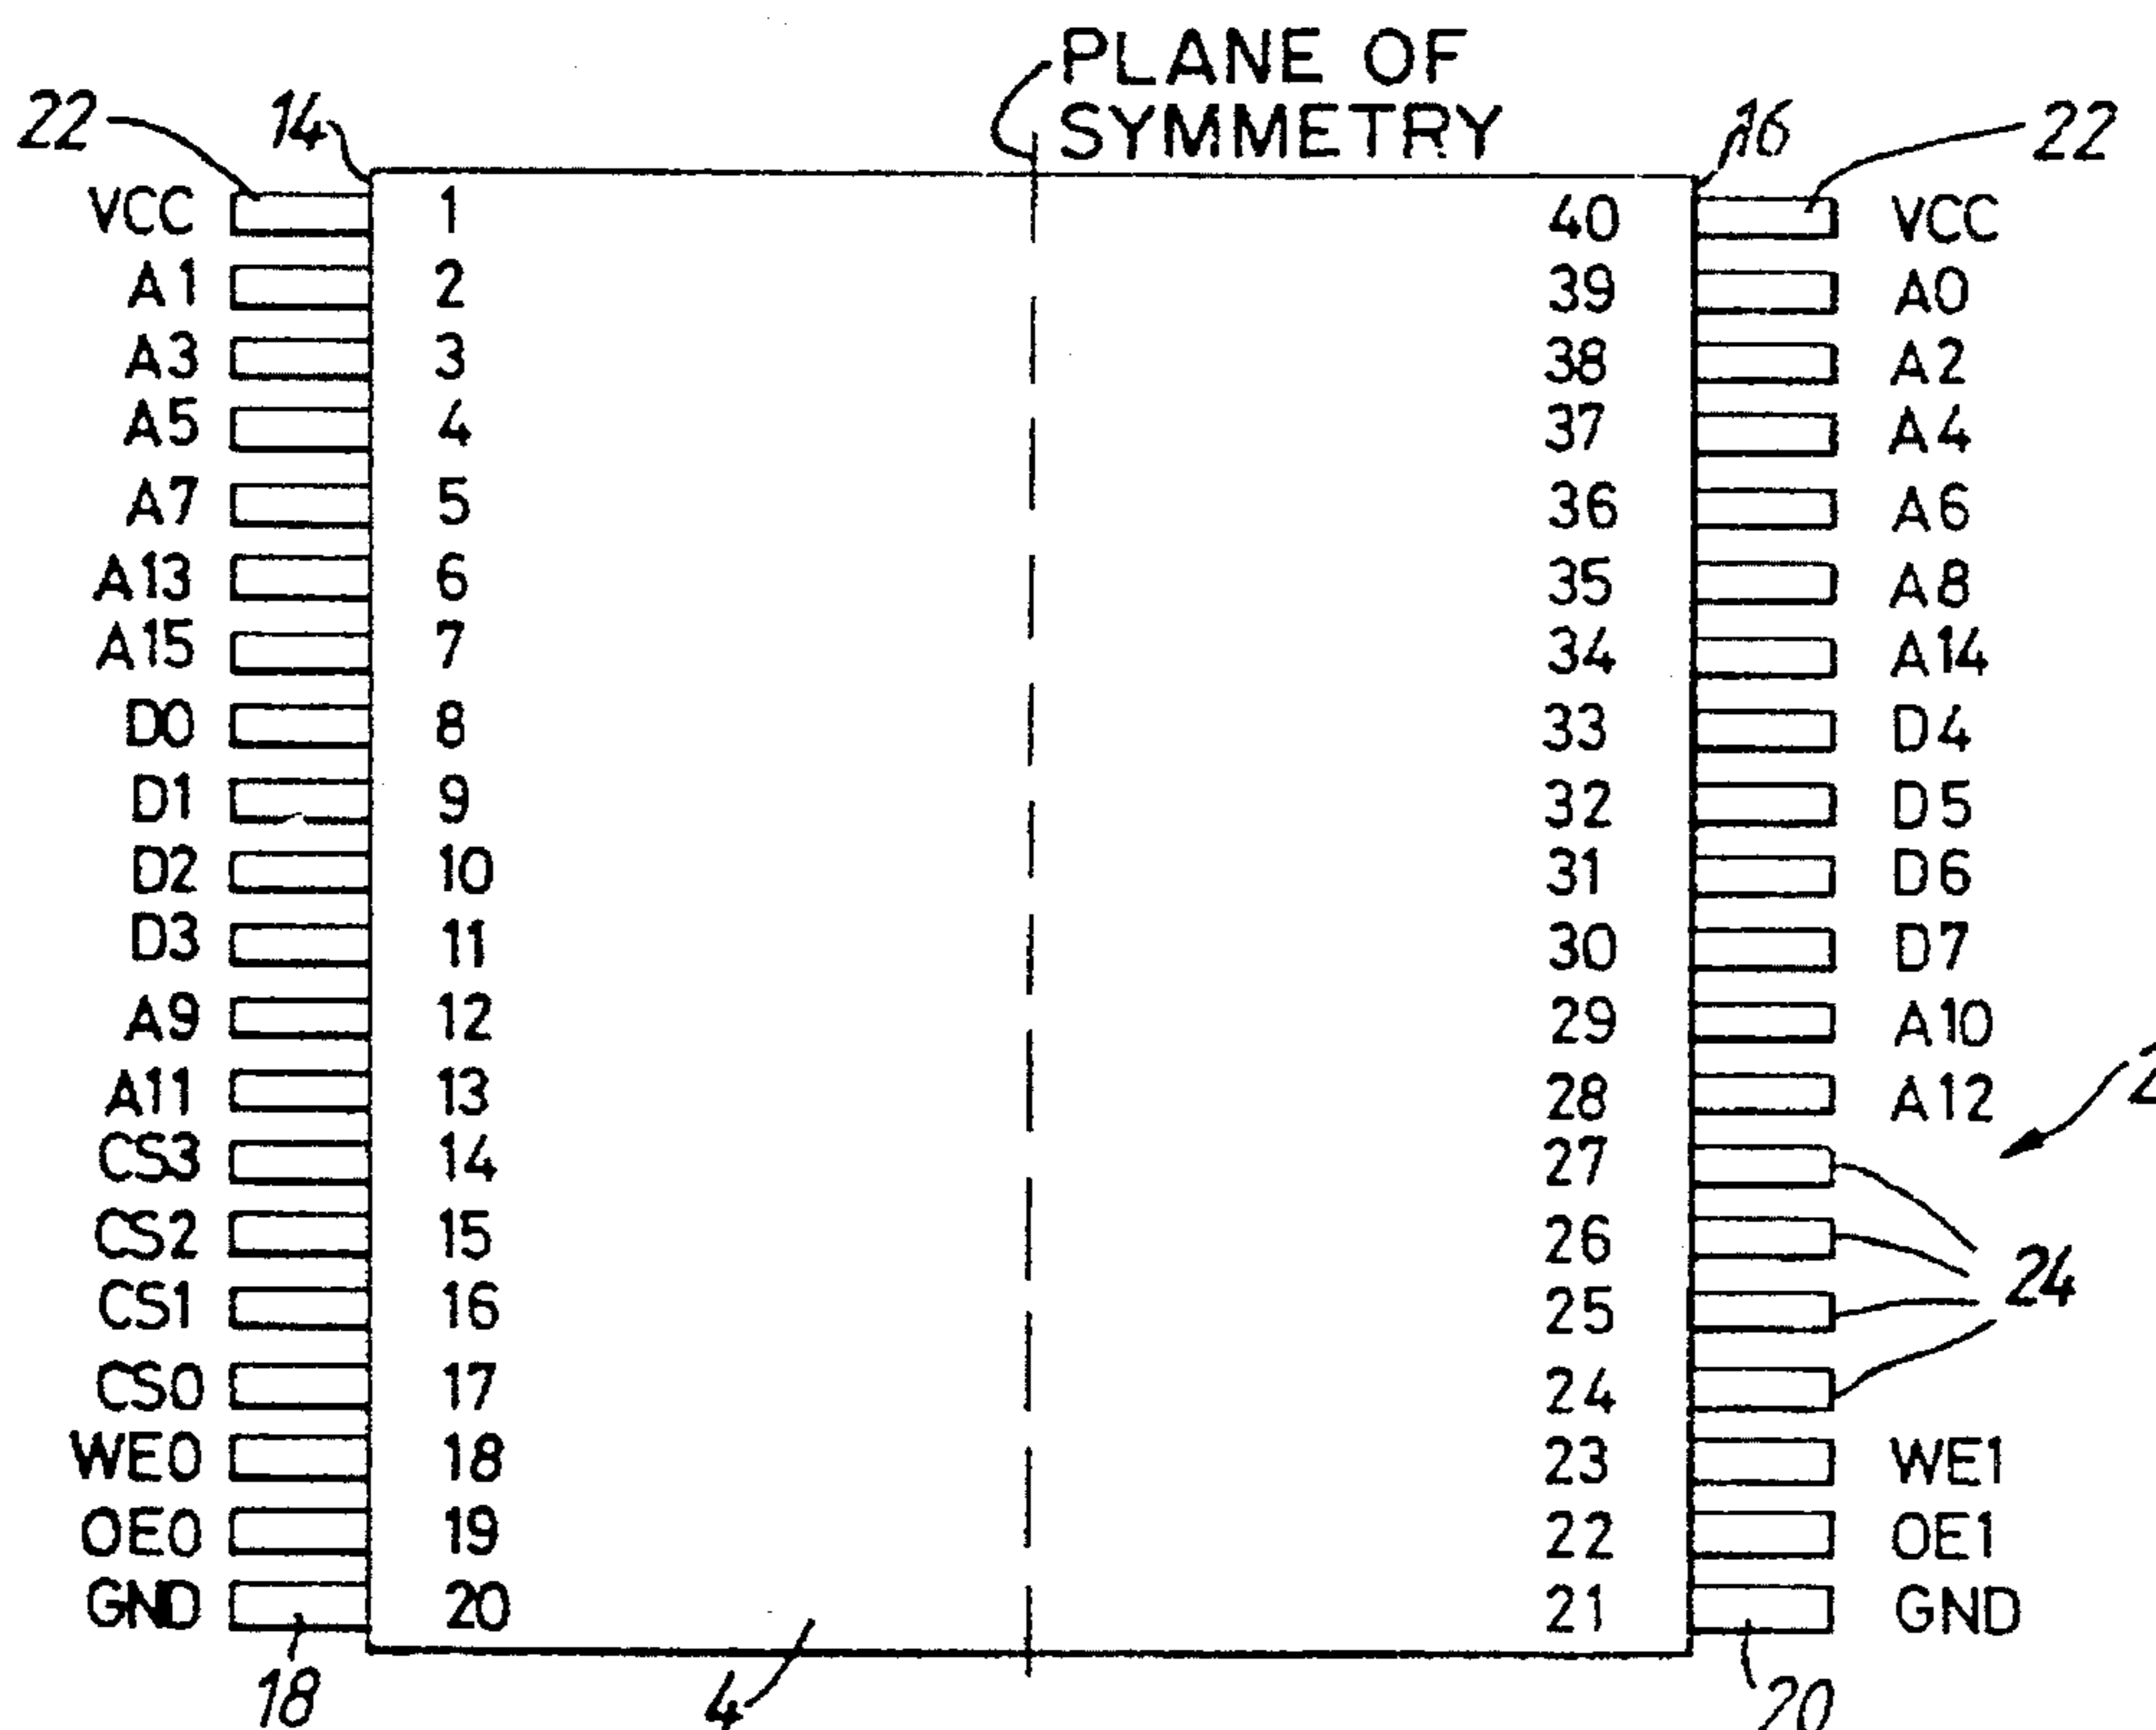 PLANE OF
SYMMETRY
22 14 16 22
VCC 1 40 VCC
A1 2 39 A0
A3 3 38 A2
A5 4 37 A4
A7 5 36 A6
A13 6 35 A8
A15 7 34 A14
D0 8 33 D4
D1 9 32 D5
D2 10 31 D6
D3 11 30 D7
A9 12 29 A10
A11 13 28 A12
CS3 14 27
CS2 15 26
CS1 16 25 24
CS0 17 24
WE0 18 23 WE1
OE0 19 22 OE1
GND 20 21 GND
18 4 20